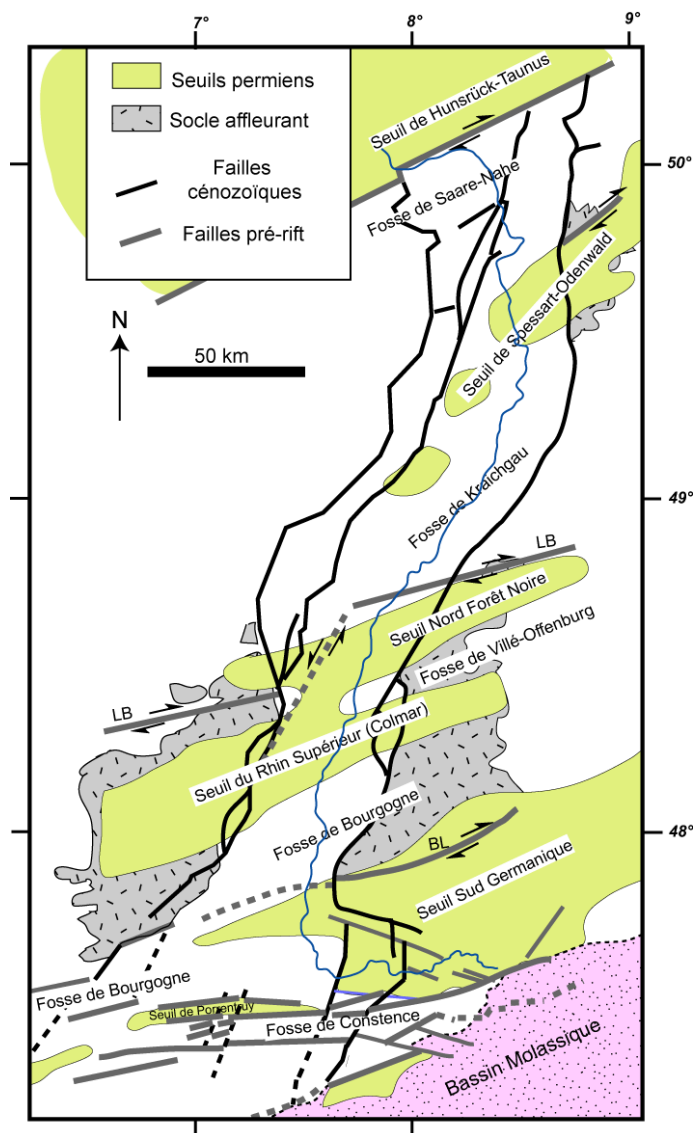 7°
8°
9°
Seuils permiens
Socle affleurant
Failles
cénozoïques
Failles pré-rift
Seuil de Hunsrück-Taunus
50°
Fosse de Saare-Nahe
N
50 km
Seuil de Spessart-Odenwald
49°
Fosse de Kraichgau
LB
Seuil Nord Forêt Noire
Fosse de Villé-Offenburg
LB
Seuil du Rhin Supérieur (Colmar)
Fosse de Bourgogne
48°
BL
Seuil Sud Germanique
Fosse de Bourgogne
Seuil de Porrentruy
Fosse de Constence
Bassin Molassique